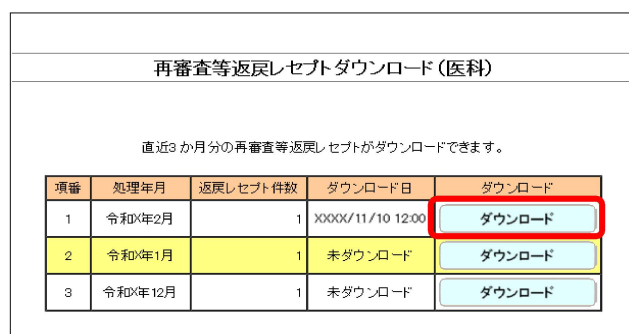 再審査等返戻レセプトダウンロード(医科)
直近3か月分の再審査等返戻レセプトがダウンロードできます。
項番 処理年月 返戻レセプト件数 ダウンロード日 ダウンロード
1 令和X年2月 1 XXXX/11/10 12:00 ダウンロード
2 令和X年1月 1 未ダウンロード ダウンロード
3 令和X年12月 1 未ダウンロード ダウンロード